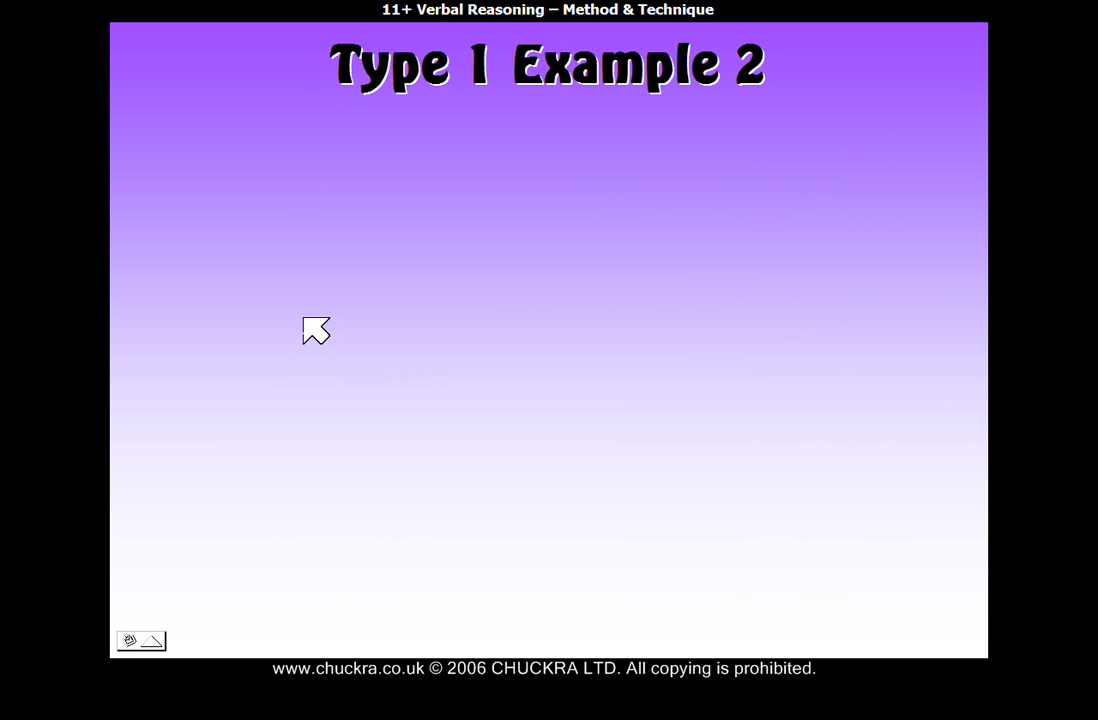 11+ Verbal Reasoning – Method & Technique
Type 1 Example 2
www.chuckra.co.uk © 2006 CHUCKRA LTD. All copying is prohibited.